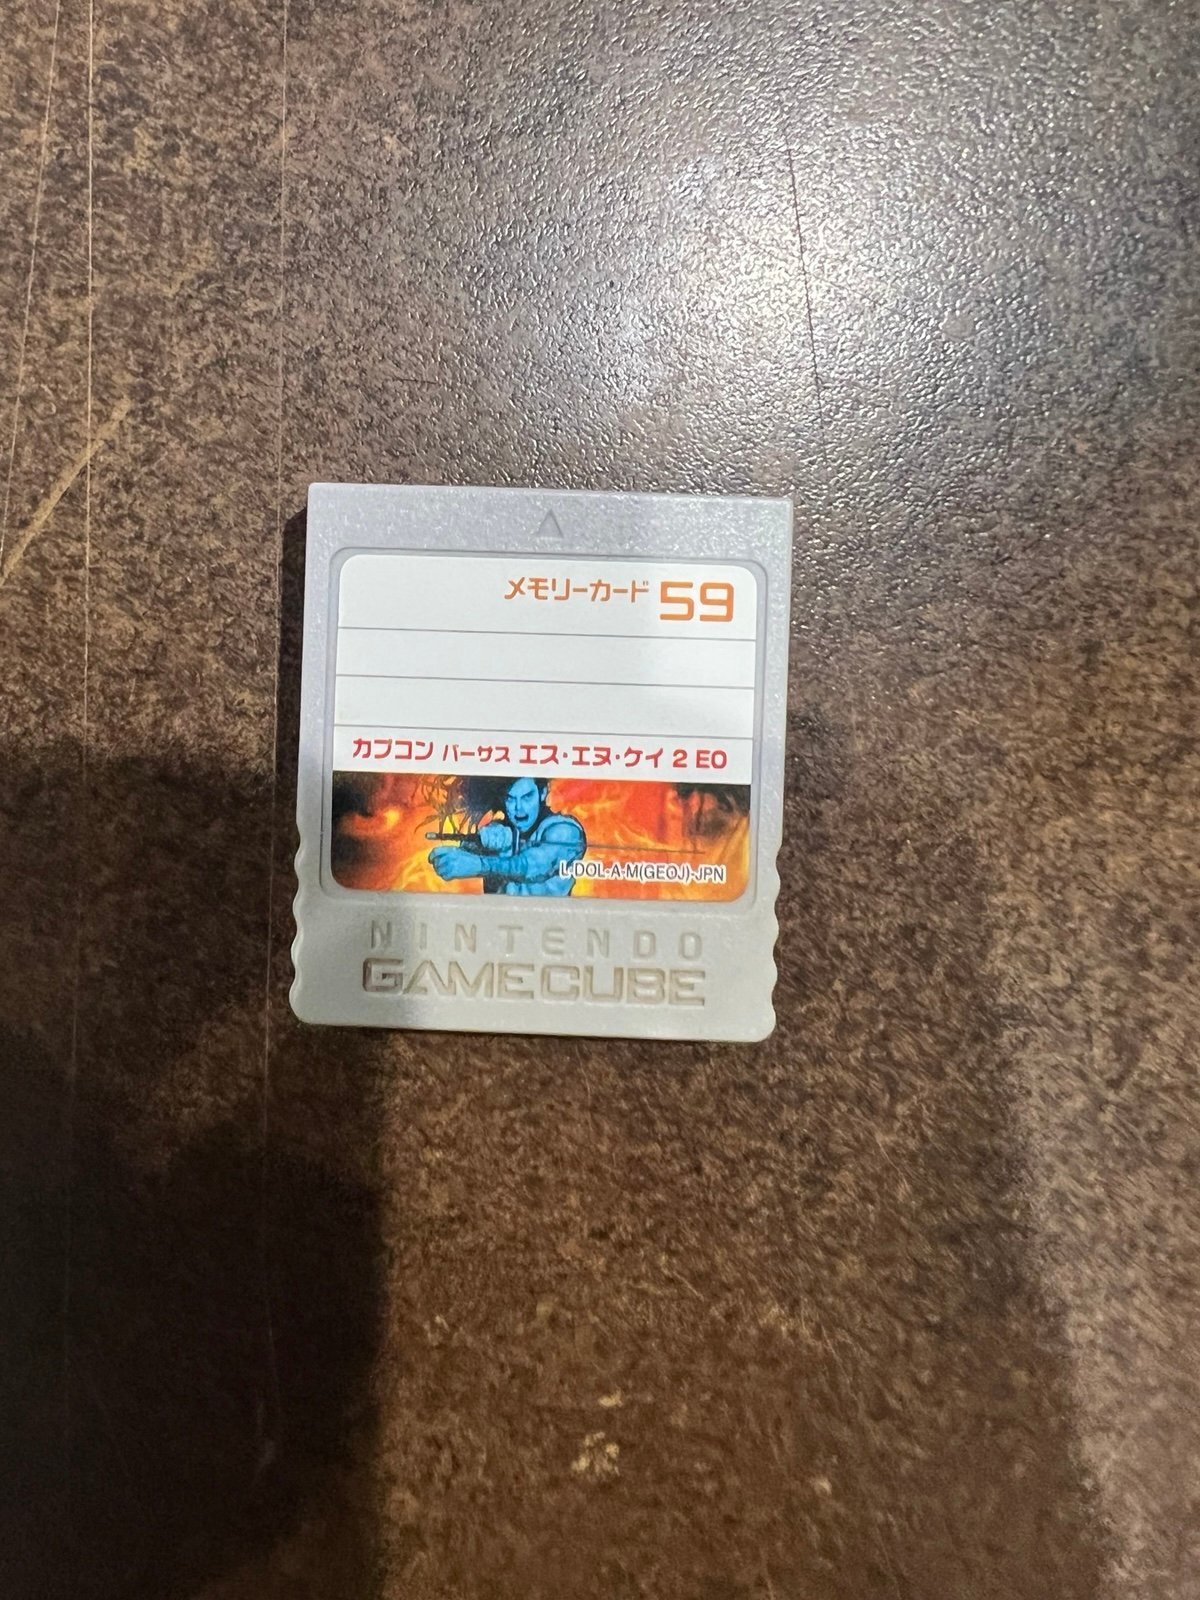 メモリーカード 59
カプコン バーサス エス・エヌ・ケイ 2 EO
L-DOL-A-M(GEOJ)-JPN
NINTENDO
GAMECUBE